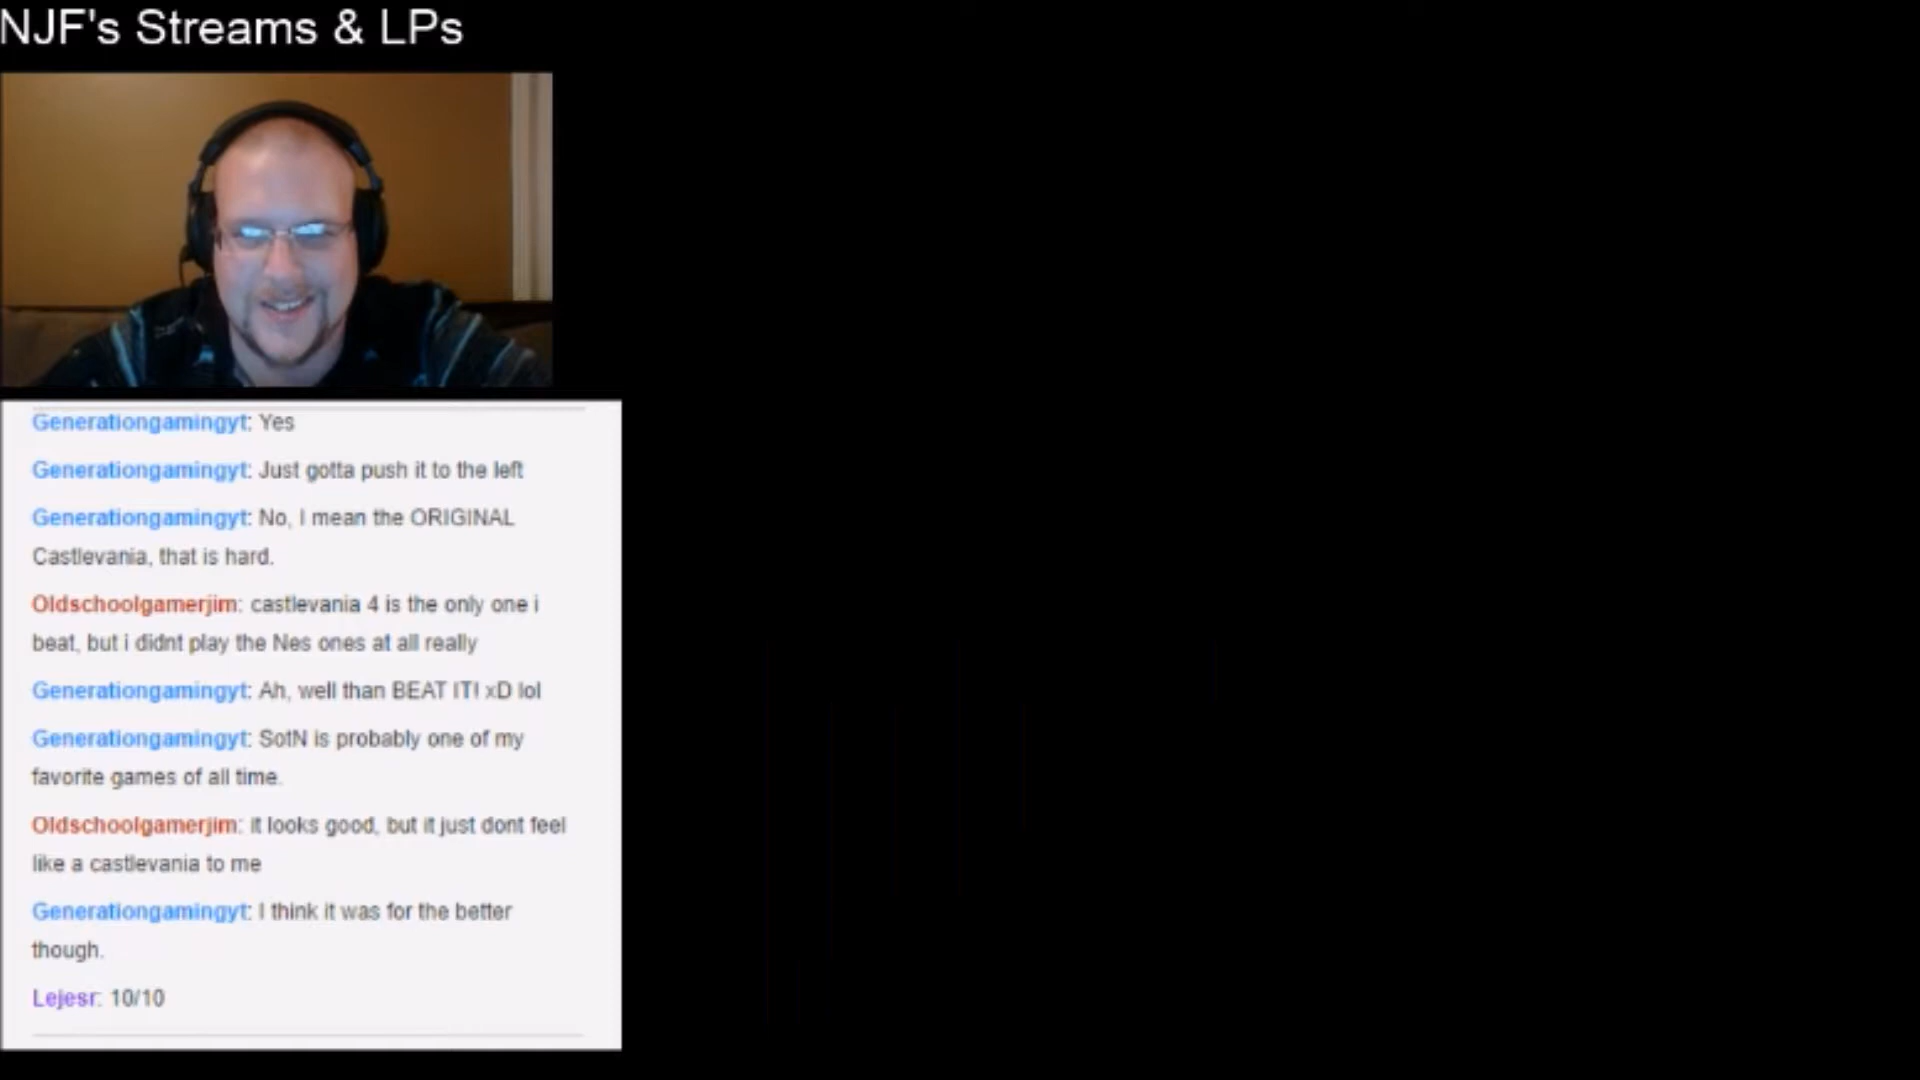 NJF's Streams & LPs
Generationgamingyt: Yes
Generationgamingyt: Just gotta push it to the left
Generationgamingyt: No, I mean the ORIGINAL
Castlevania, that is hard.
Oldschoolgamerjim: castlevania 4 is the only one i
beat, but i didnt play the Nes ones at all really
Generationgamingyt: Ah, well than BEAT IT! xD lol
Generationgamingyt: SotN is probably one of my
favorite games of all time.
Oldschoolgamerjim: it looks good, but it just dont feel
like a castlevania to me
Generationgamingyt: I think it was for the better
though.
Lejesr: 10/10